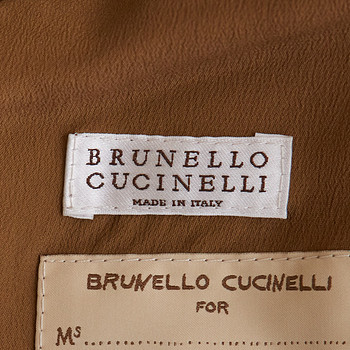 BRUNELLO
CUCINELLI
MADE IN ITALY
BRUNELLO CUCINELLI
FOR
Ms